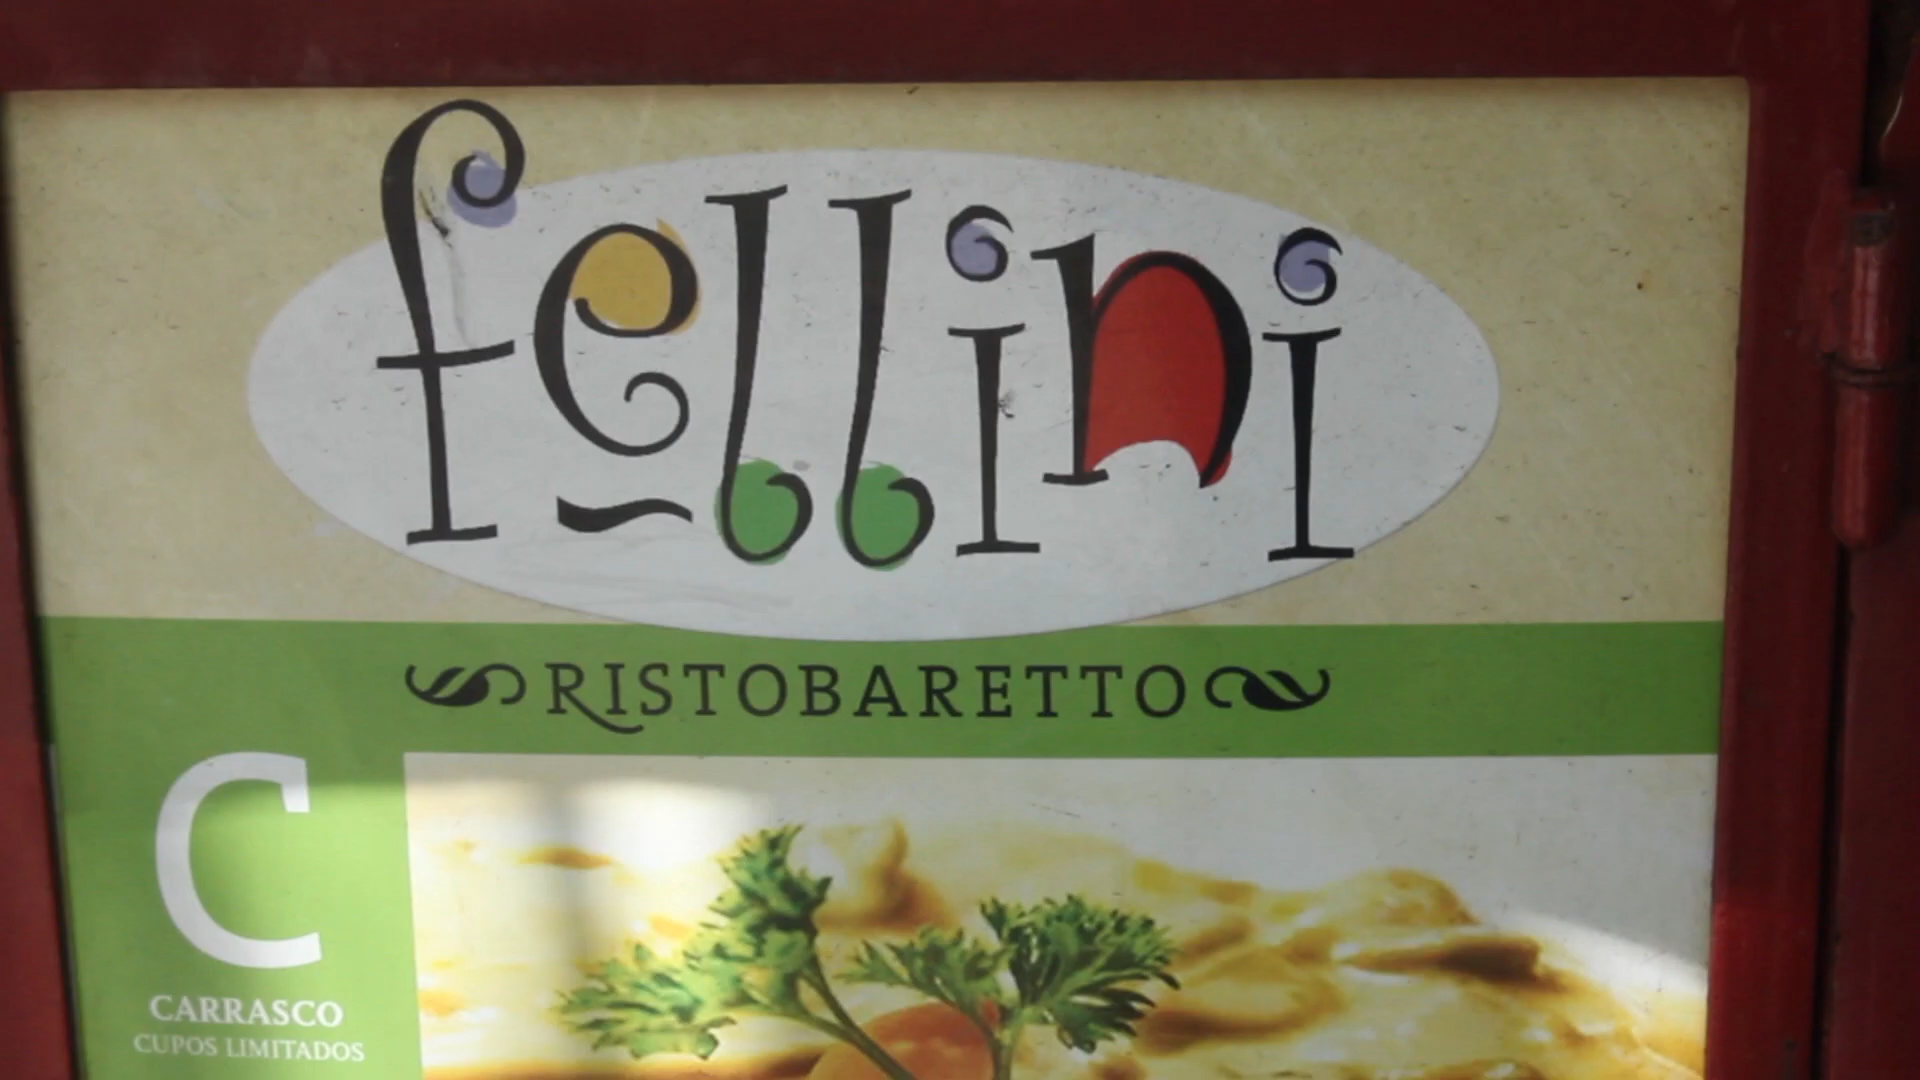 fellini
RISTOBARETTO
C
CARRASCO
CUPOS LIMITADOS